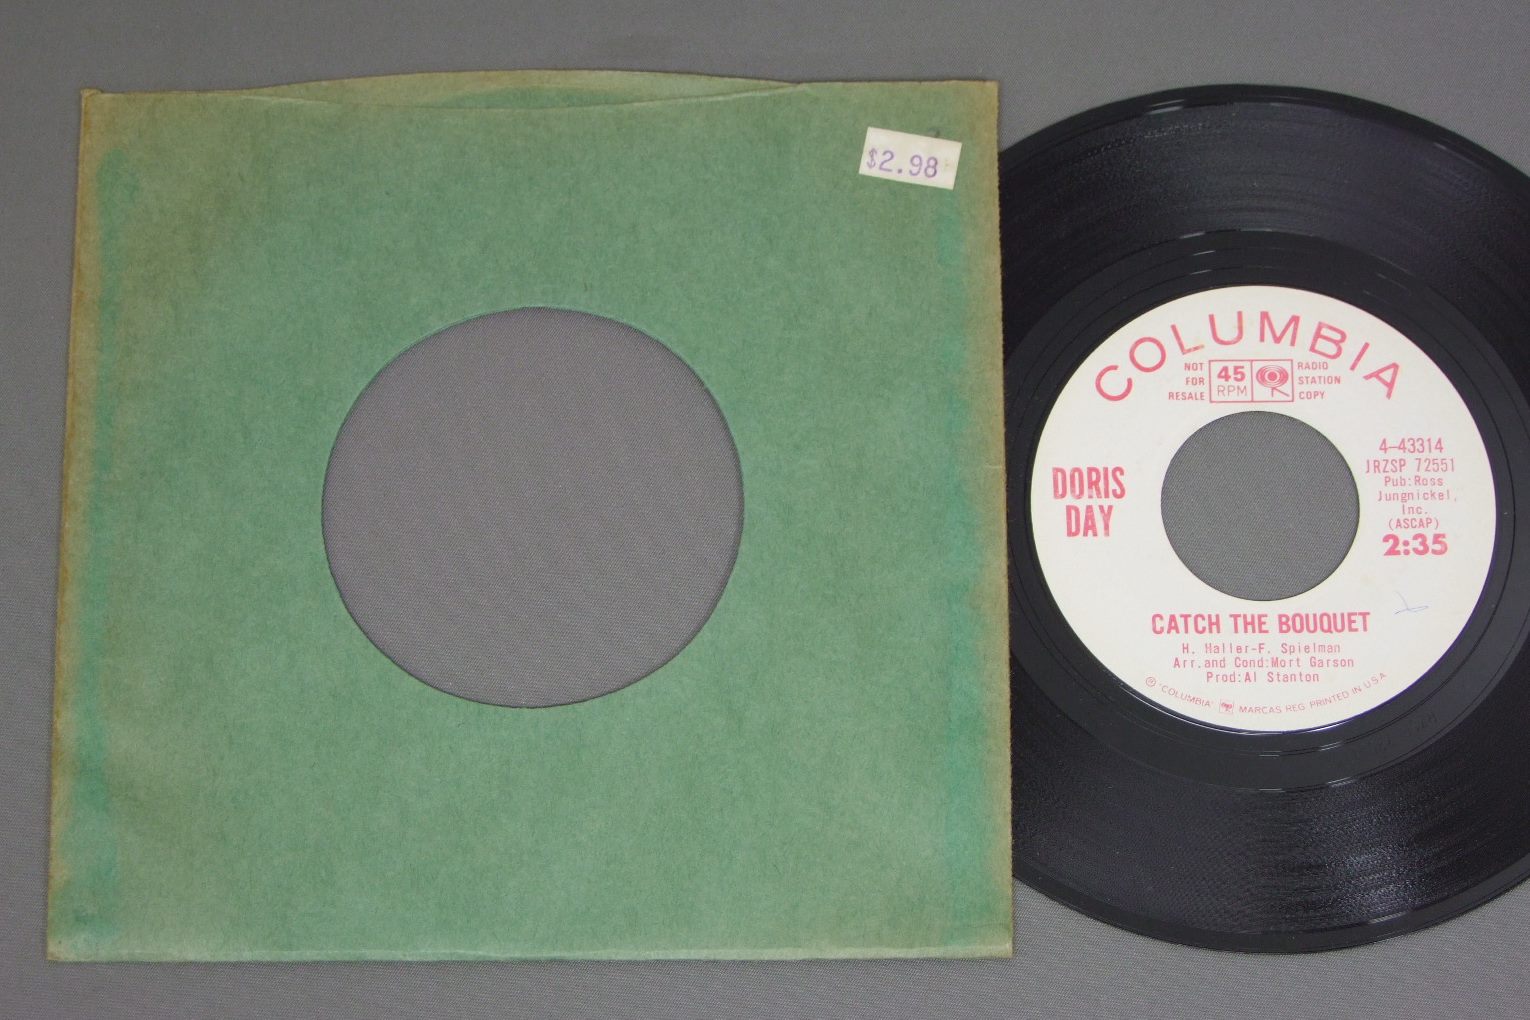 $2.98
COLUMBIA
NOT
FOR
RESALE
45
RPM
RADIO
STATION
COPY
4-43314
JRZSP 72551
Pub:Ross
Jungnickel,
Inc.
(ASCAP)
2:35
DORIS
DAY
CATCH THE BOUQUET
H. Haller-F. Spielman
Arr.and Cond:Mort Garson
Prod:Al Stanton
® "COLUMBIA" MARCAS REG. PRINTED IN U.S.A.